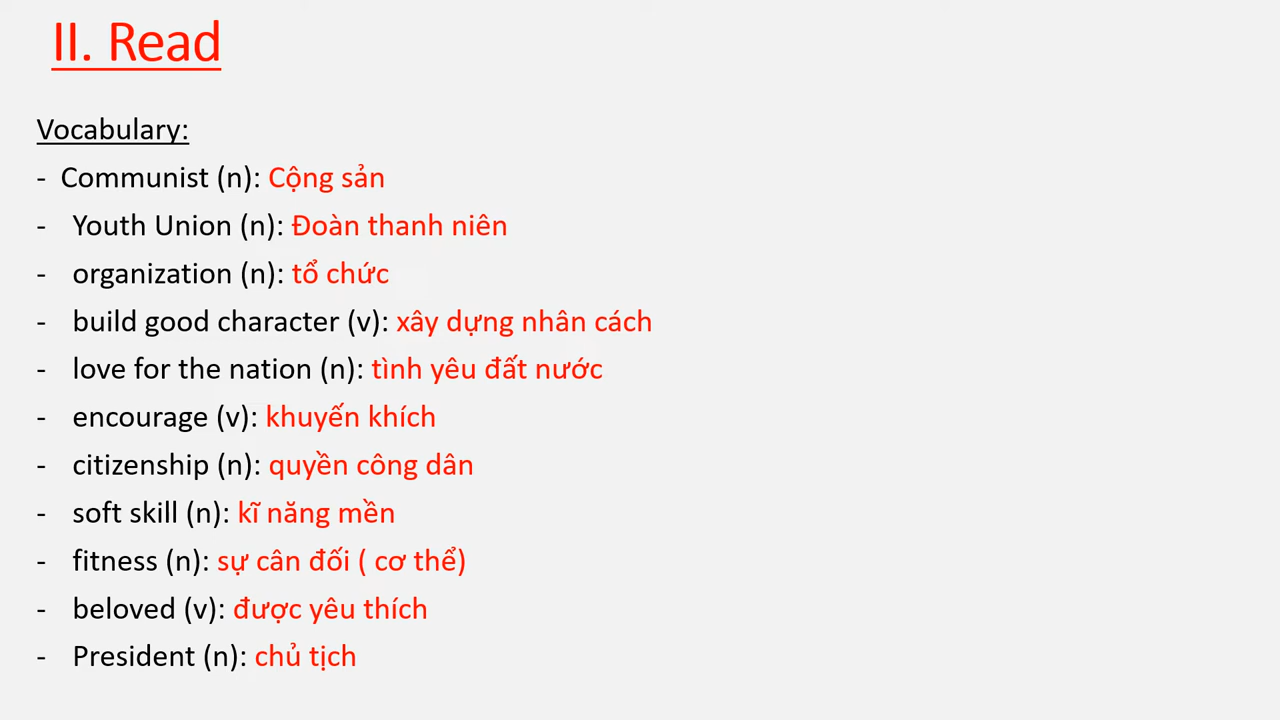 II. Read
Vocabulary:
- Communist (n): Cộng sản
- Youth Union (n): Đoàn thanh niên
- organization (n): tổ chức
- build good character (v): xây dựng nhân cách
- love for the nation (n): tình yêu đất nước
- encourage (v): khuyến khích
- citizenship (n): quyền công dân
- soft skill (n): kĩ năng mền
- fitness (n): sự cân đối ( cơ thể)
- beloved (v): được yêu thích
- President (n): chủ tịch